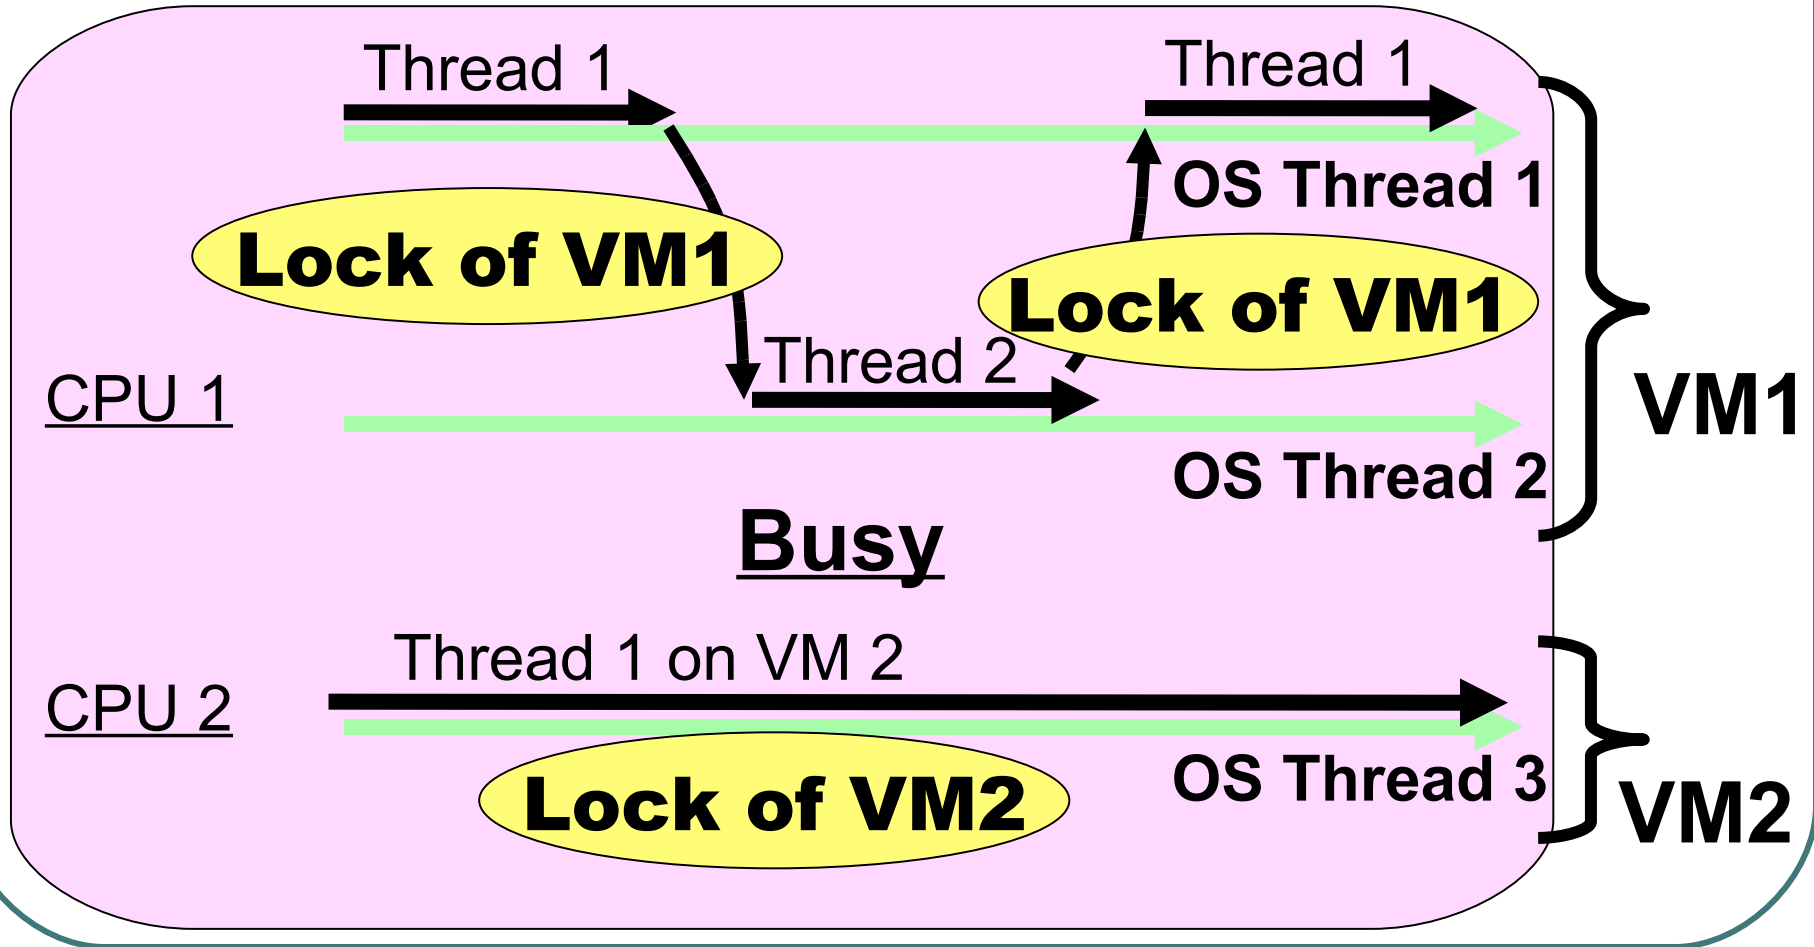 Thread 1
Thread 1
OS Thread 1
Lock of VM1
Lock of VM1
Thread 2
CPU 1
VM1
OS Thread 2
Busy
Thread 1 on VM 2
CPU 2
OS Thread 3
Lock of VM2
VM2